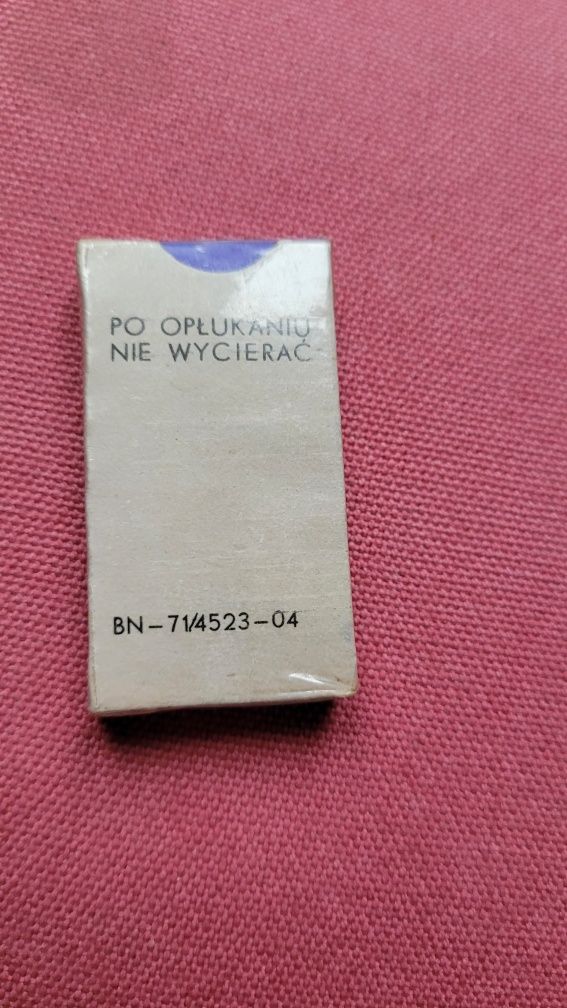 PO OPŁUKANIU
NIE WYCIERAĆ
BN-71/4523-04